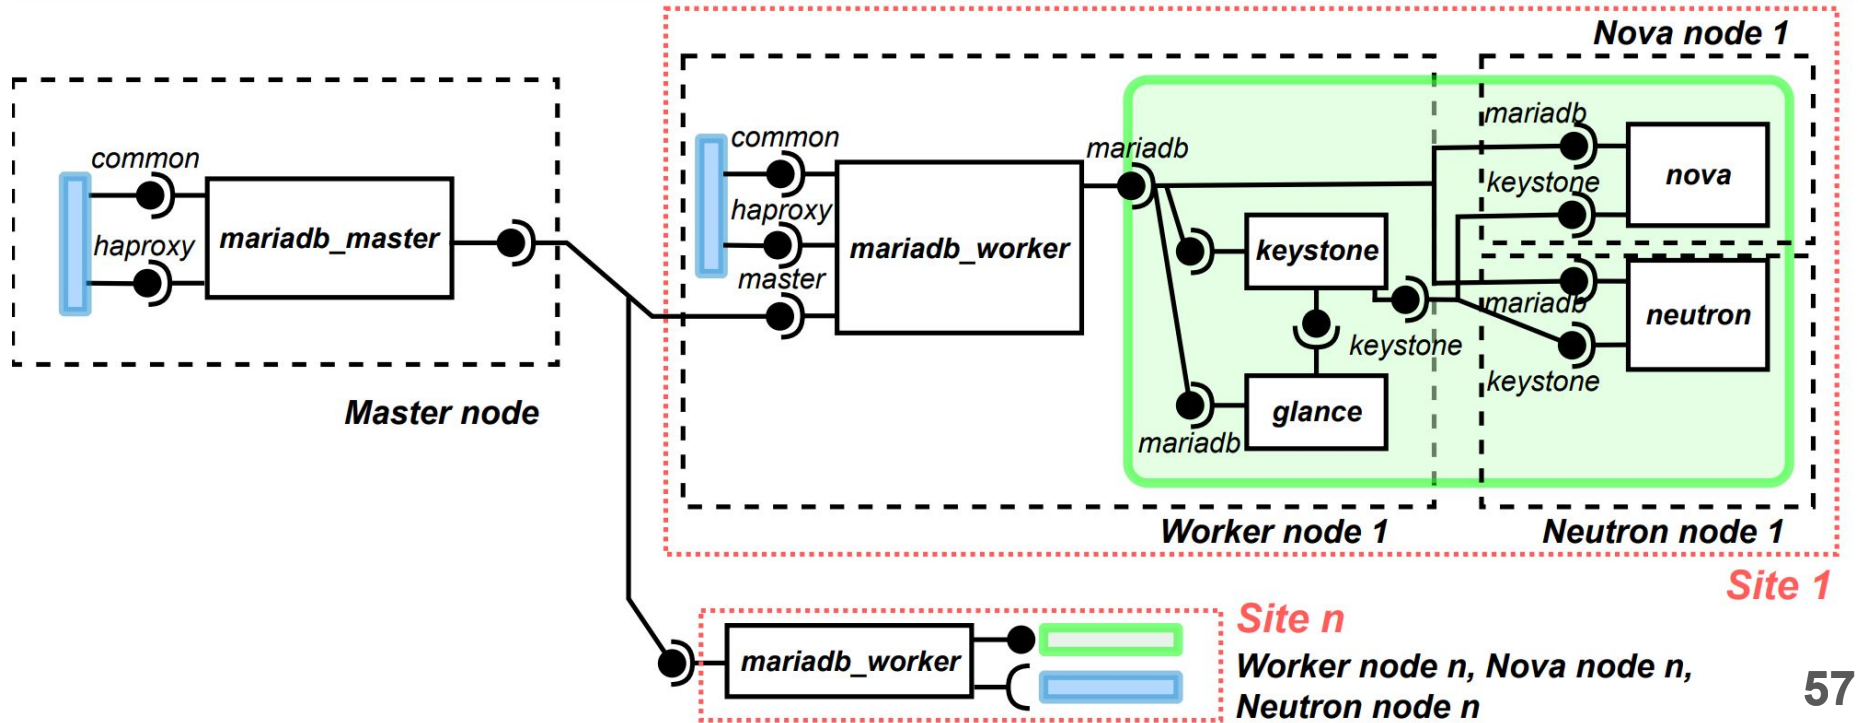 common
haproxy
mariadb_master
Master node
common
haproxy
master
mariadb_worker
mariadb
keystone
keystone
glance
mariadb
Worker node 1
Nova node 1
mariadb
keystone
nova
mariadb
keystone
neutron
Neutron node 1
Site 1
mariadb_worker
Site n
Worker node n, Nova node n,
Neutron node n
57